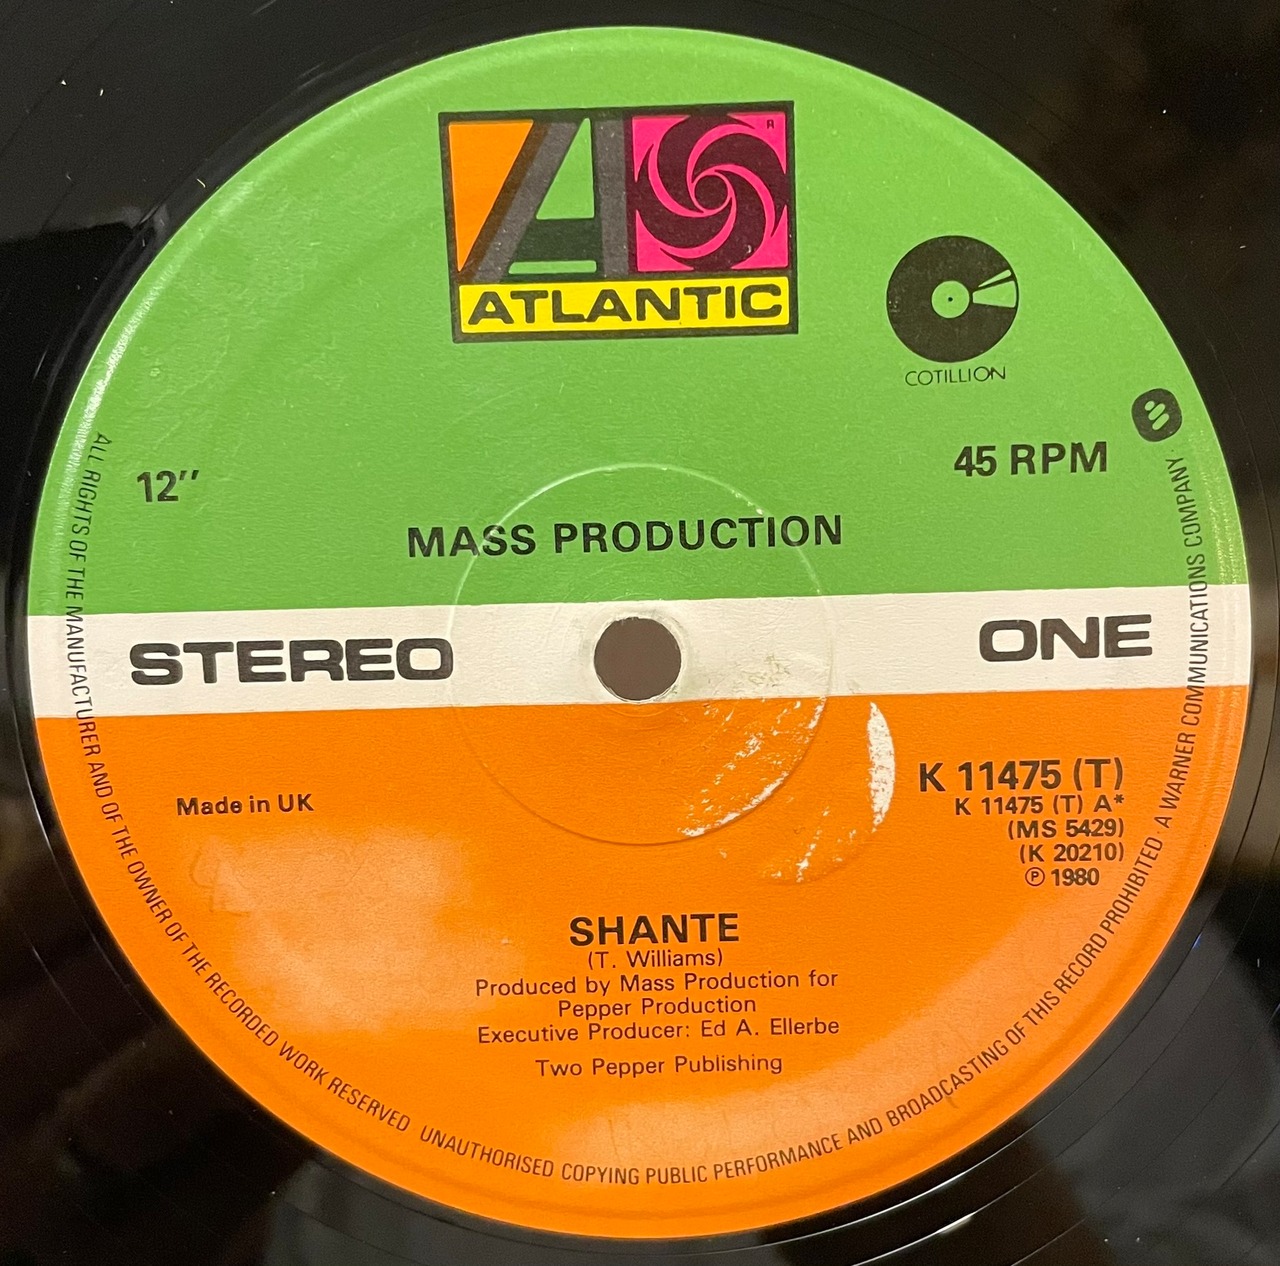 ATLANTIC
R
COTILLION
12″
45 RPM
MASS PRODUCTION
STEREO
ONE
Made in UK
K 11475 (T)
K 11475 (T) A*
(MS 5429)
(K 20210)
℗ 1980
SHANTE
(T. Williams)
Produced by Mass Production for
Pepper Production
Executive Producer: Ed A. Ellerbe
Two Pepper Publishing
ALL RIGHTS OF THE MANUFACTURER AND OF THE OWNER OF THE RECORDED WORK RESERVED UNAUTHORISED COPYING PUBLIC PERFORMANCE AND BROADCASTING OF THIS RECORD PROHIBITED · A WARNER COMMUNICATIONS COMPANY ·